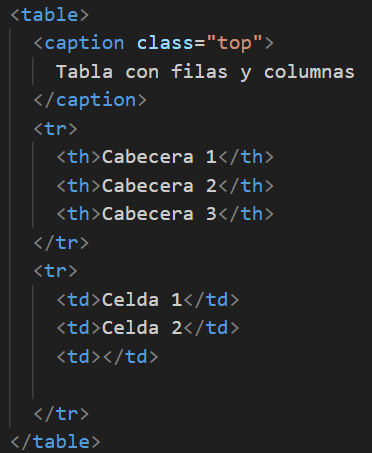 <table>
<caption class="top">
Tabla con filas y columnas
</caption>
<tr>
<th>Cabecera 1</th>
<th>Cabecera 2</th>
<th>Cabecera 3</th>
</tr>
<tr>
<td>Celda 1</td>
<td>Celda 2</td>
<td></td>
</tr>
</table>